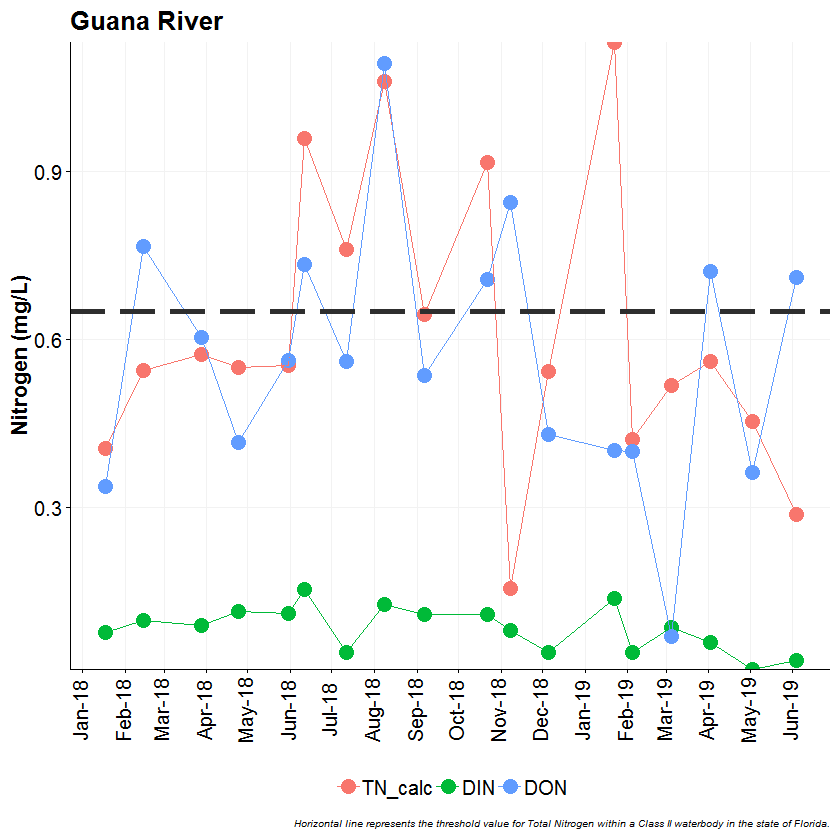 Guana River
Nitrogen (mg/L)
0.9
0.6
0.3
Jan-18
Feb-18
Mar-18
Apr-18
May-18
Jun-18
Jul-18
Aug-18
Sep-18
Oct-18
Nov-18
Dec-18
Jan-19
Feb-19
Mar-19
Apr-19
May-19
Jun-19
TN_calc DIN DON
Horizontal line represents the threshold value for Total Nitrogen within a Class II waterbody in the state of Florida.